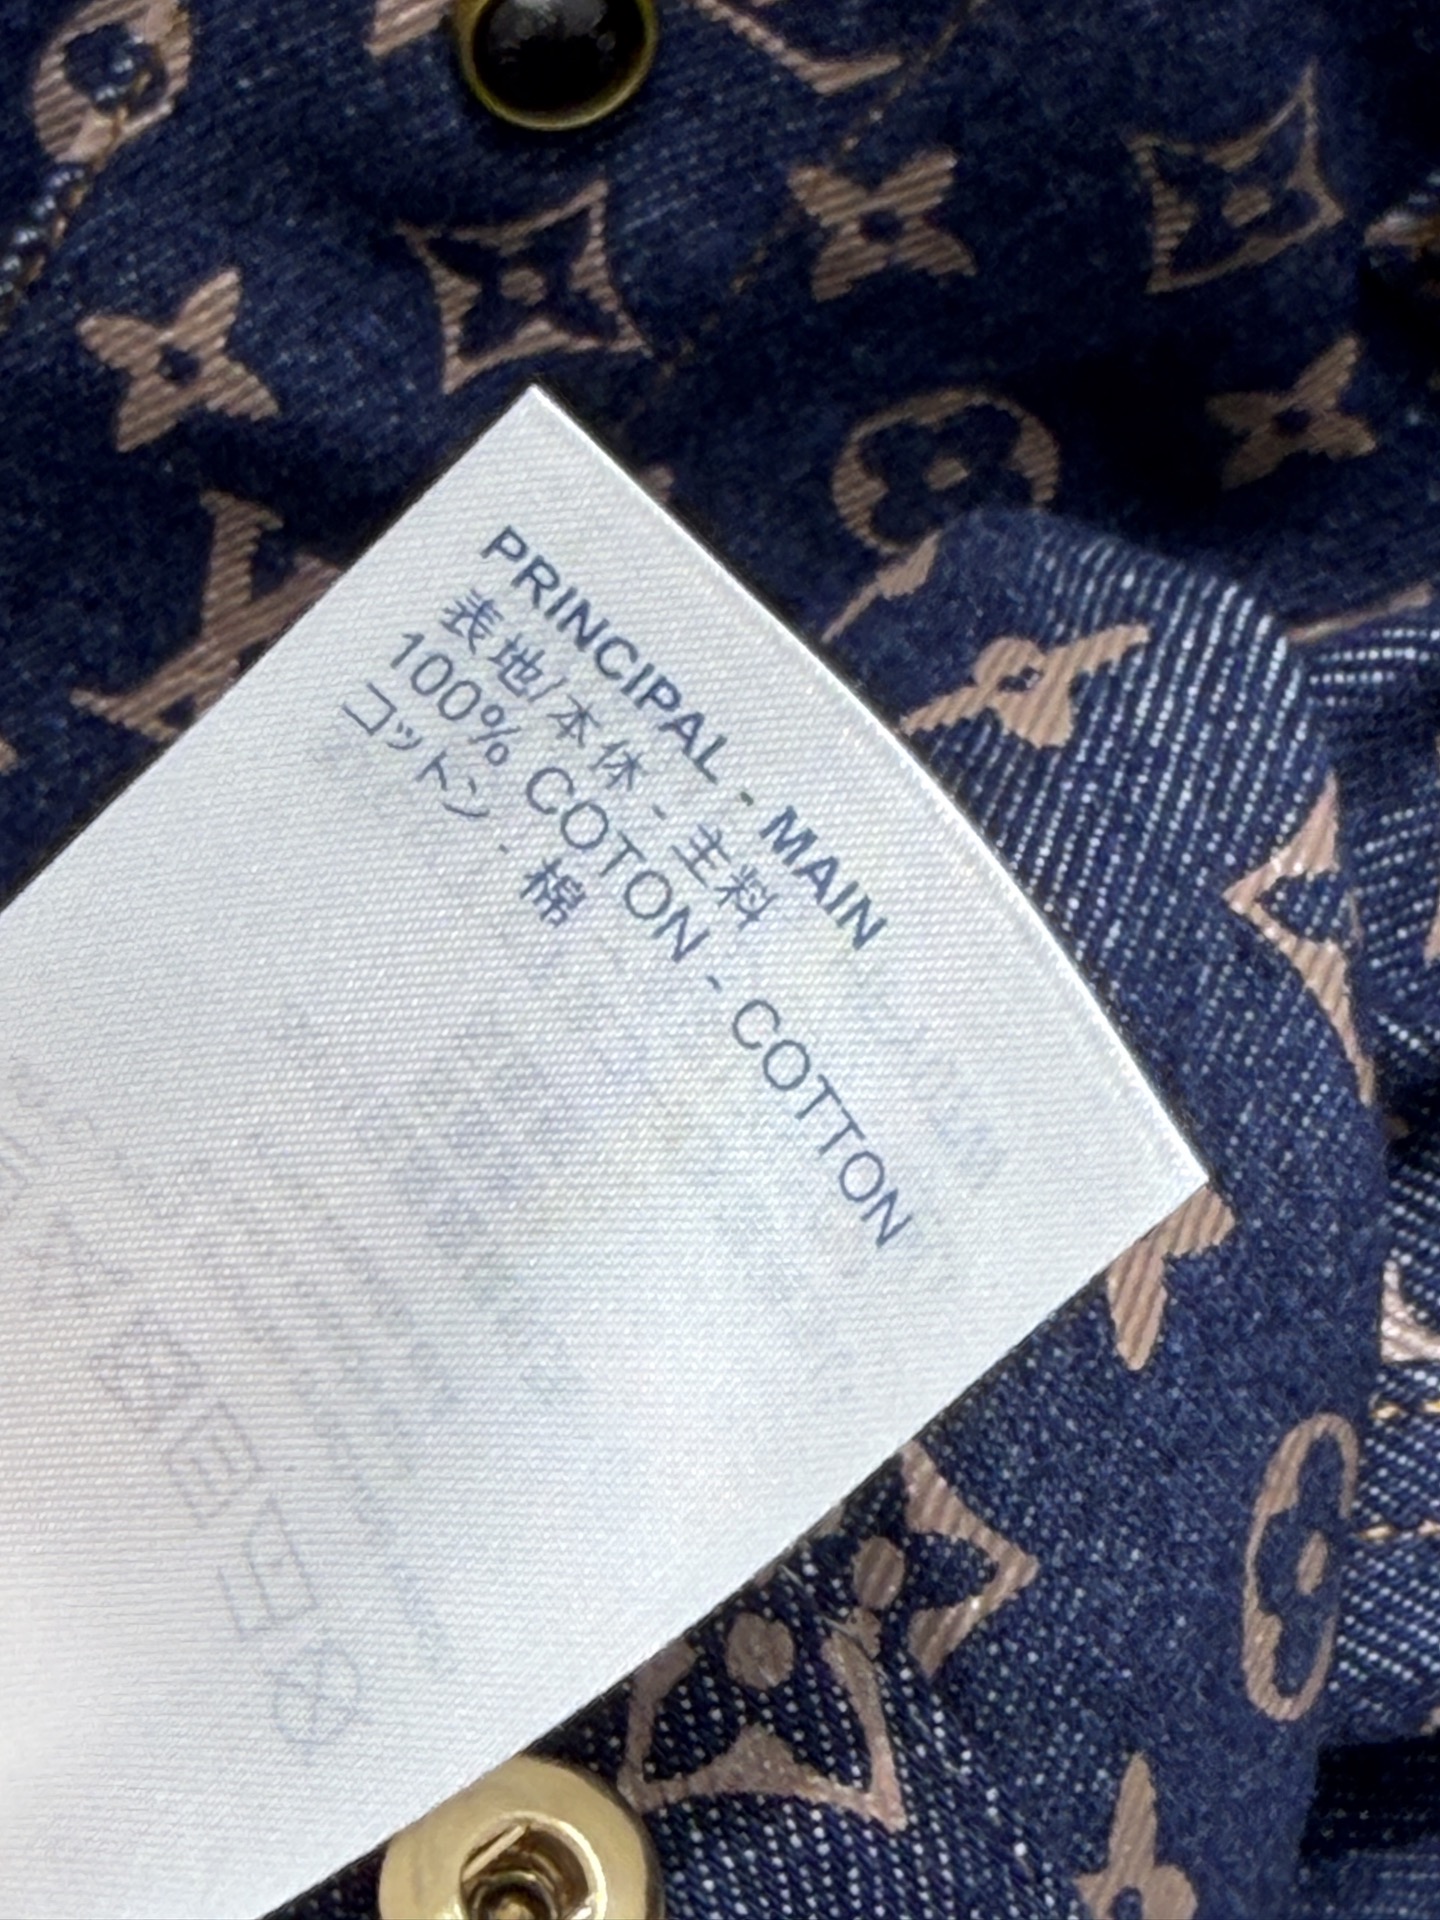 PRINCIPAL - MAIN
表地/本体 - 主料
100% COTON - COTTON
コットン - 棉